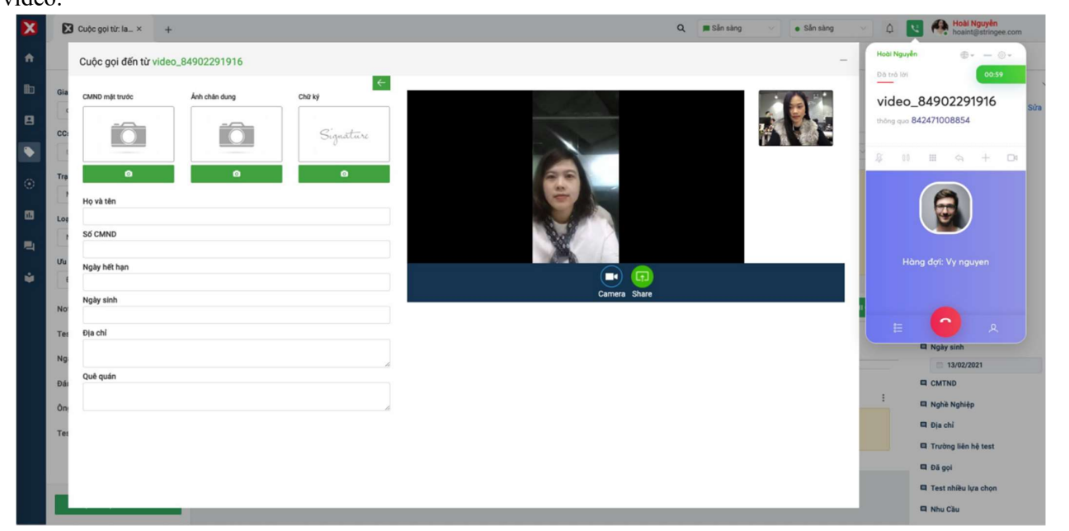 video.
Cuộc gọi từ: la... × +
Sẵn sàng
Sẵn sàng
Hoài Nguyễn
hoaint@stringee.com
Cuộc gọi đến từ video_84902291916
CMND mặt trước
Ảnh chân dung
Chữ ký
Signature
Họ và tên
Số CMND
Ngày hết hạn
Ngày sinh
Địa chỉ
Quê quán
Camera
Share
Hoài Nguyễn
Đã trả lời
00:59
video_84902291916
thông qua 842471008854
Hàng đợi: Vy nguyen
Sửa
Ngày sinh
13/02/2021
CMTND
Nghề Nghiệp
Địa chỉ
Trường liên hệ test
Đã gọi
Test nhiều lựa chọn
Nhu Cầu